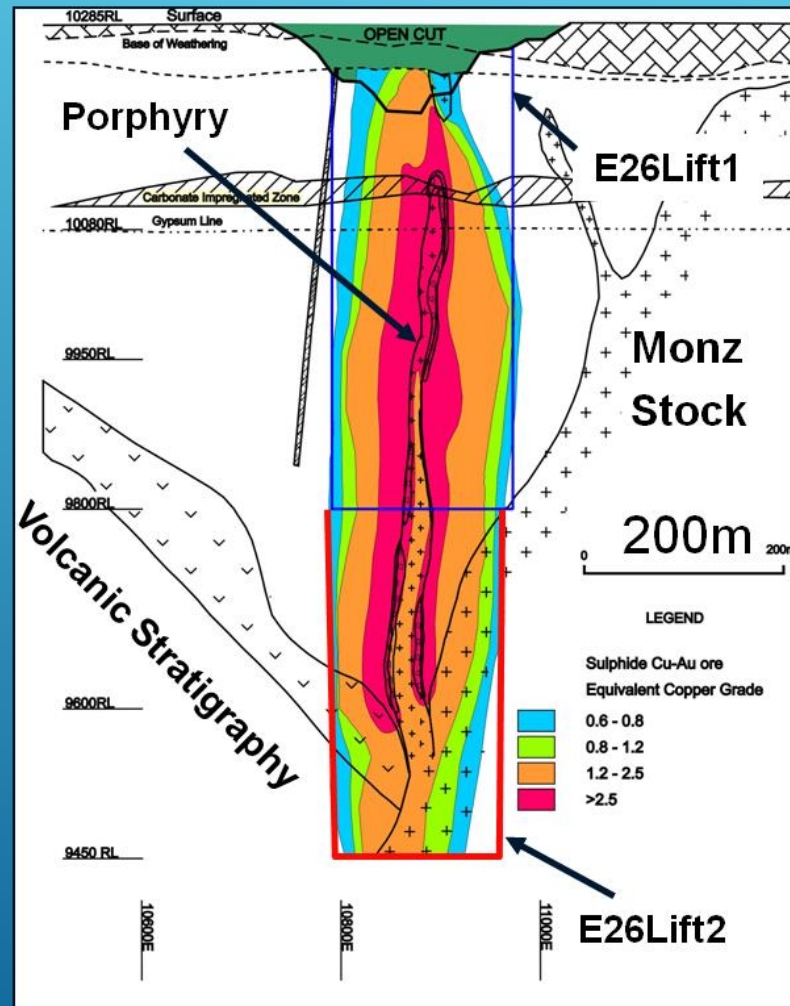 10285RL
Surface
OPEN CUT
Base of Weathering
Porphyry
E26Lift1
Carbonate Impregnated Zone
10080RL
Gypsum Line
9950RL
Monz
Stock
9800RL
Volcanic Stratigraphy
200m
0
200m
LEGEND
Sulphide Cu-Au ore
Equivalent Copper Grade
0.6 - 0.8
0.8 - 1.2
1.2 - 2.5
>2.5
9600RL
9450 RL
10600E
10800E
11000E
E26Lift2